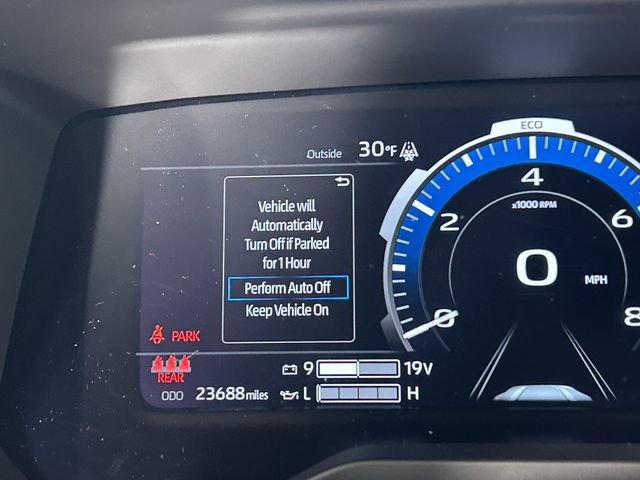 ECO
Outside 30°F
Vehicle will
Automatically
Turn Off if Parked
for 1 Hour
Perform Auto Off
Keep Vehicle On
4
x1000 RPM
2
6
0 MPH
0
8
PARK
REAR
9 19V
ODO 23688 miles
L H